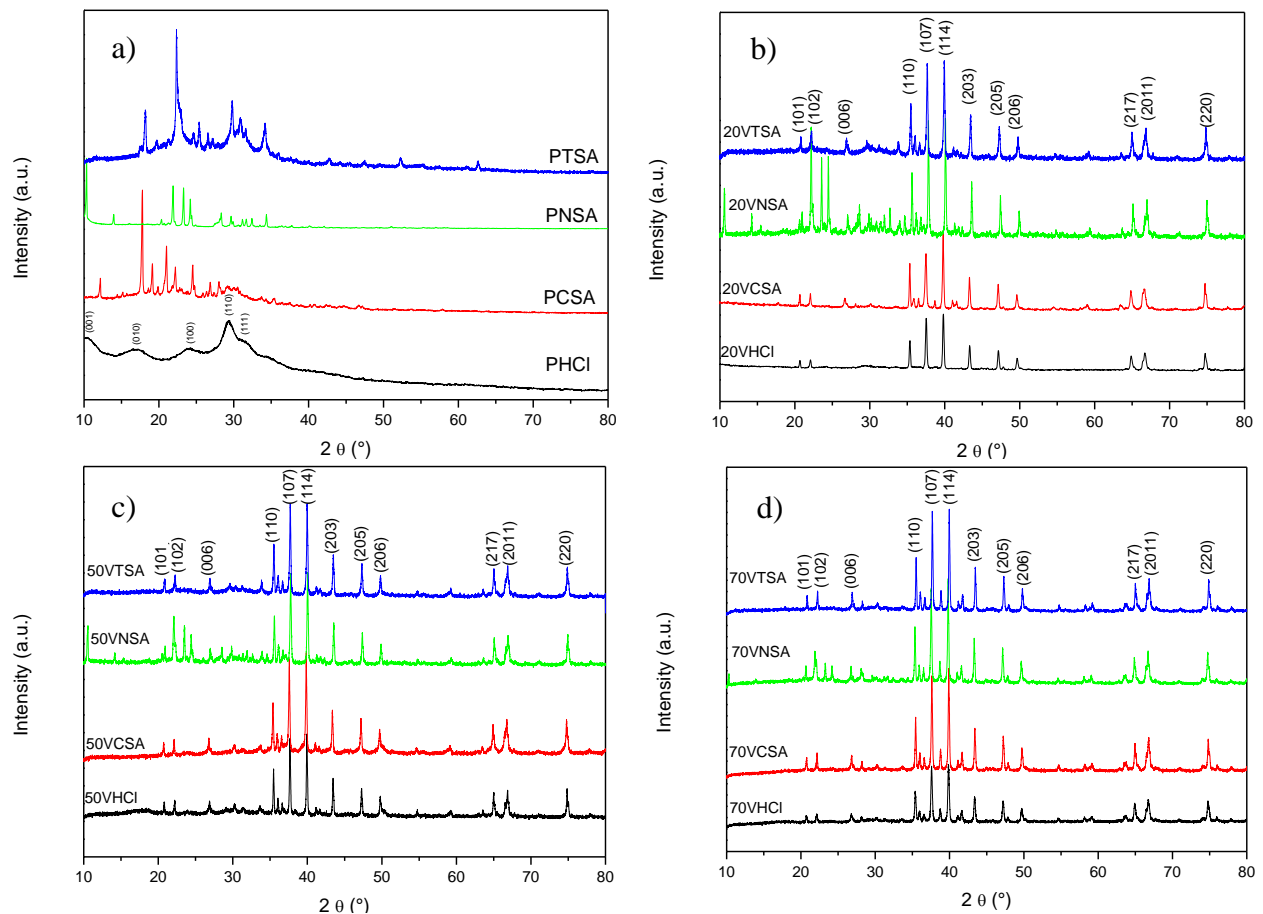 a)
Intensity (a.u.)
PTSA
PNSA
PCSA
PHCl
(001)
(010)
(100)
(110)
(111)
10 20 30 40 50 60 70 80
2 θ (°)
b)
Intensity (a.u.)
(101)
(102)
(006)
(110)
(107)
(114)
(203)
(205)
(206)
(217)
(2011)
(220)
20VTSA
20VNSA
20VCSA
20VHCl
10 20 30 40 50 60 70 80
2 θ (°)
c)
Intensity (a.u.)
(101
(102)
(006)
(110)
(107)
(114)
(203)
(205)
(206)
(217)
(2011)
(220)
50VTSA
50VNSA
50VCSA
50VHCl
10 20 30 40 50 60 70 80
2 θ (°)
d)
Intensity (a.u.)
(101)
(102)
(006)
(110)
(107)
(114)
(203)
(205)
(206)
(217)
(2011)
(220)
70VTSA
70VNSA
70VCSA
70VHCl
10 20 30 40 50 60 70 80
2 θ (°)